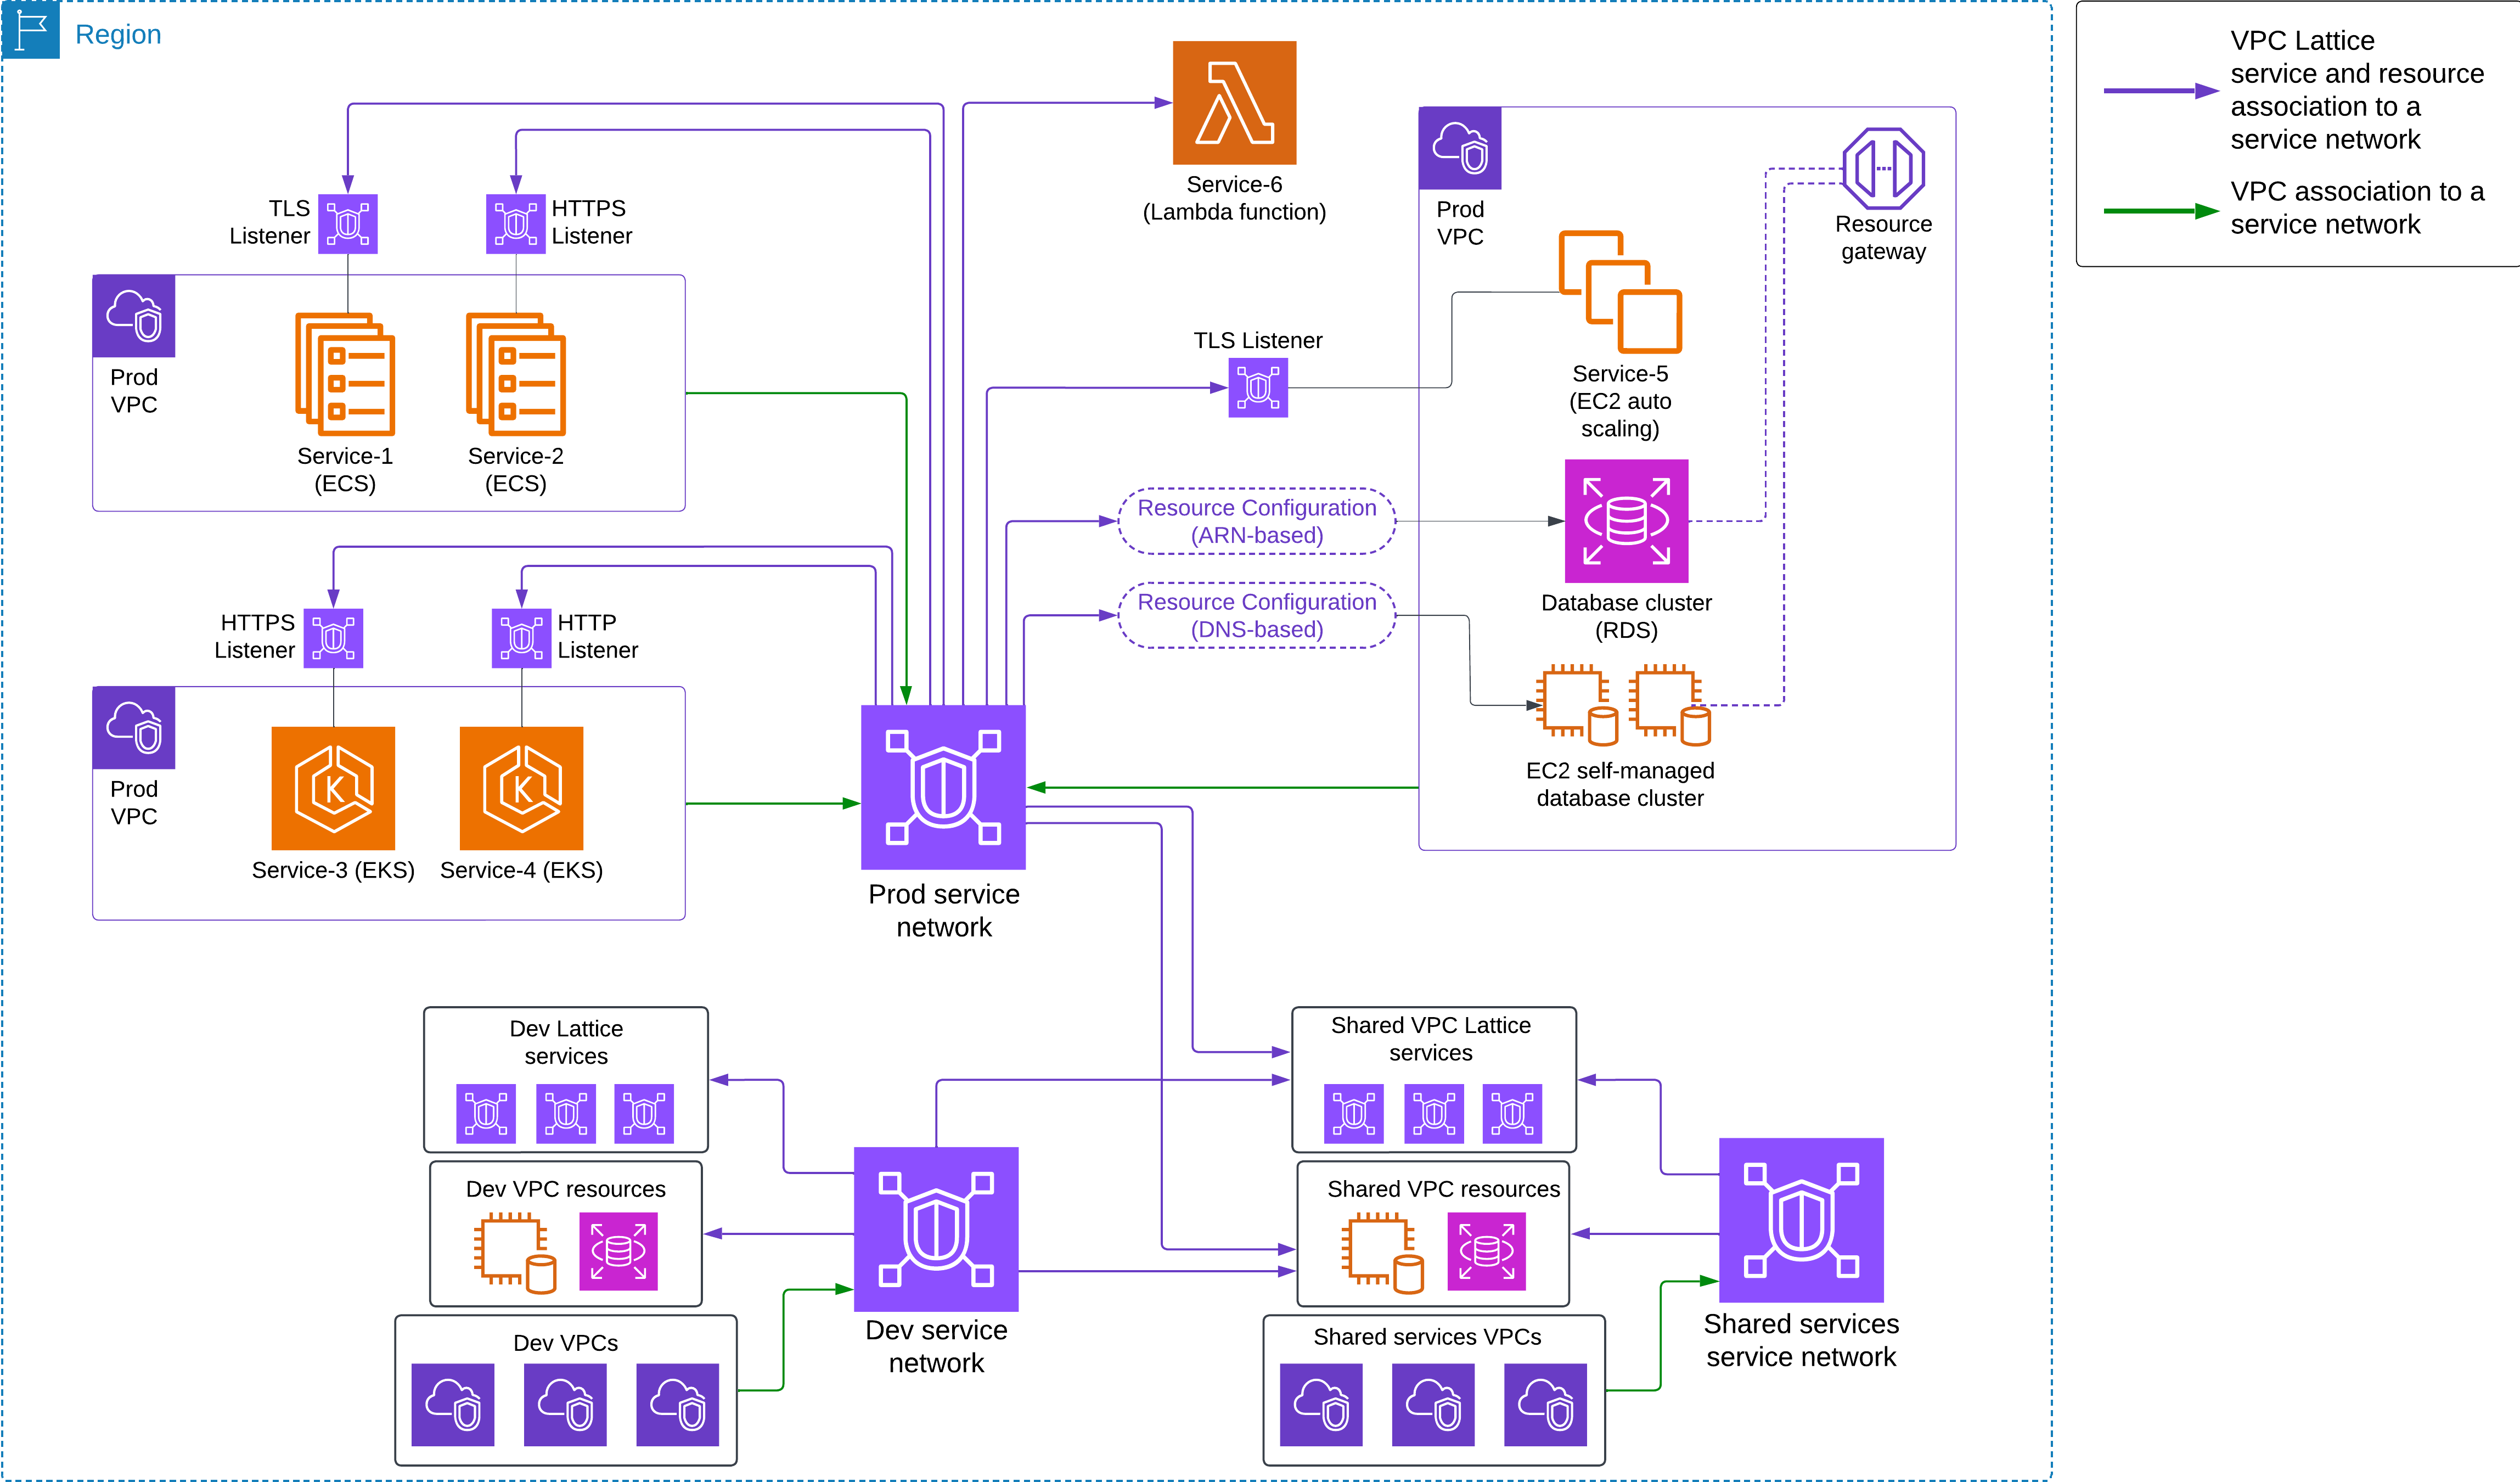 Region
VPC Lattice
service and resource
association to a
service network
VPC association to a
service network
Service-6
(Lambda function)
TLS
Listener
HTTPS
Listener
Prod
VPC
Service-1
(ECS)
Service-2
(ECS)
Prod
VPC
Resource
gateway
TLS Listener
Service-5
(EC2 auto
scaling)
Resource Configuration
(ARN-based)
Resource Configuration
(DNS-based)
Database cluster
(RDS)
EC2 self-managed
database cluster
HTTPS
Listener
HTTP
Listener
Prod
VPC
K
K
Service-3 (EKS)
Service-4 (EKS)
Prod service
network
Dev Lattice
services
Dev VPC resources
Dev VPCs
Dev service
network
Shared VPC Lattice
services
Shared VPC resources
Shared services VPCs
Shared services
service network